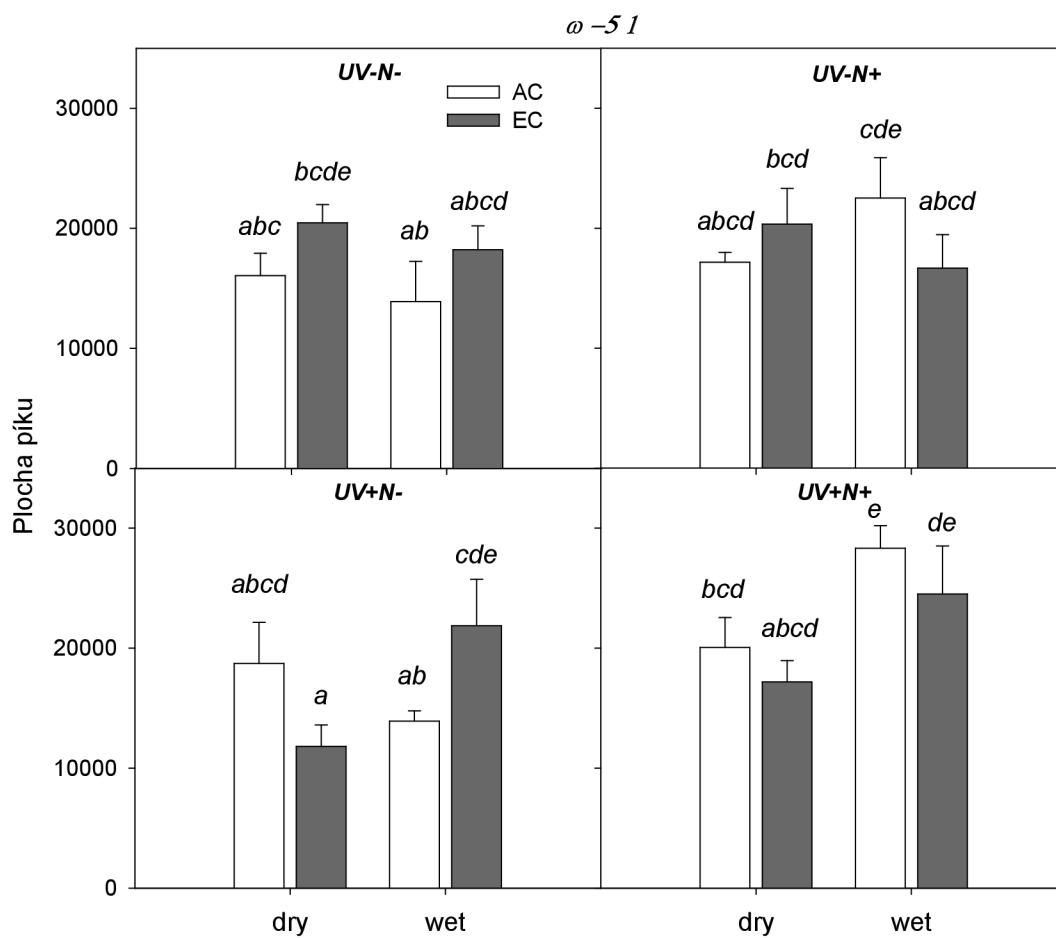 ω –5 1
UV-N-
AC
EC
30000
20000
10000
0
abc
bcde
ab
abcd
UV-N+
abcd
bcd
cde
abcd
Plocha píku
UV+N-
30000
20000
10000
0
abcd
a
ab
cde
dry
wet
UV+N+
bcd
abcd
e
de
dry
wet